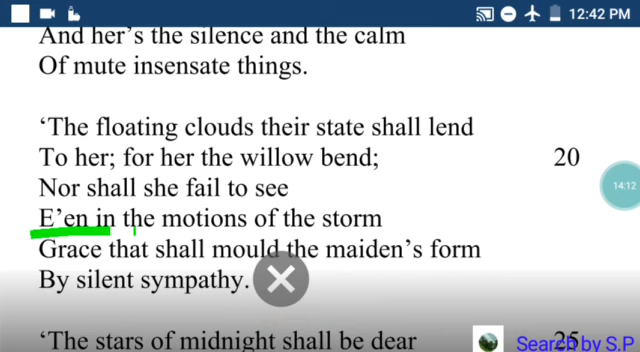 12:42 PM
And her’s the silence and the calm
Of mute insensate things.
‘The floating clouds their state shall lend
To her; for her the willow bend; 20
Nor shall she fail to see
14:12
E’en in the motions of the storm
Grace that shall mould the maiden’s form
By silent sympathy.
‘The stars of midnight shall be dear 25
Search by S.P